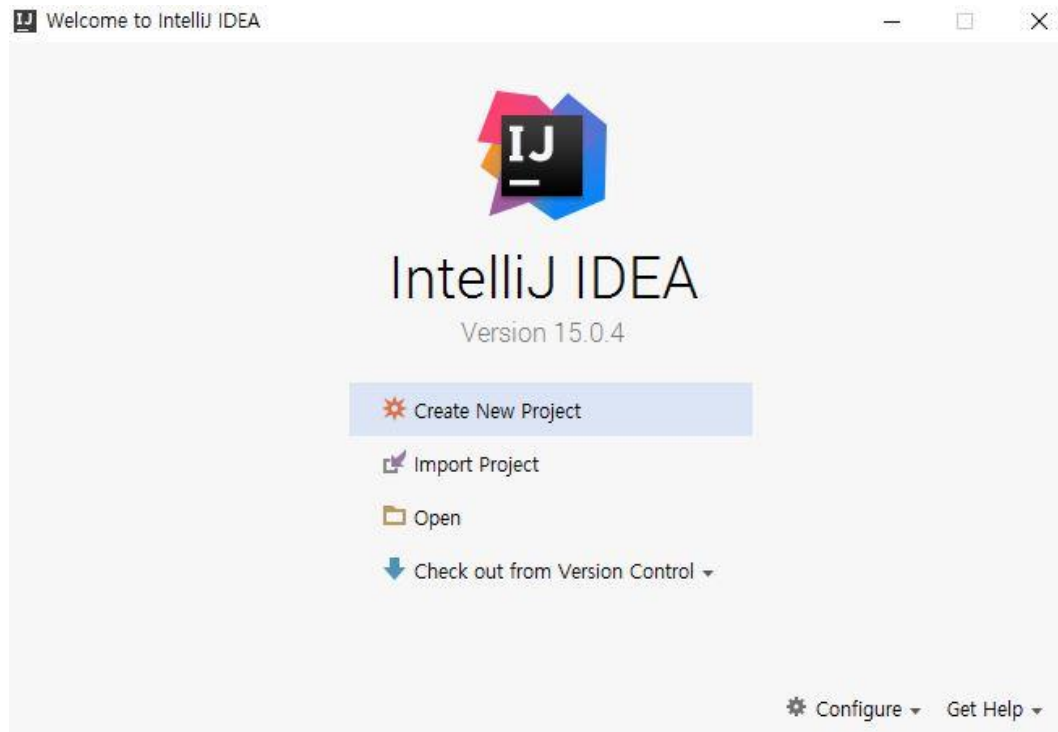 Welcome to IntelliJ IDEA
IJ
IntelliJ IDEA
Version 15.0.4
Create New Project
Import Project
Open
Check out from Version Control
Configure Get Help